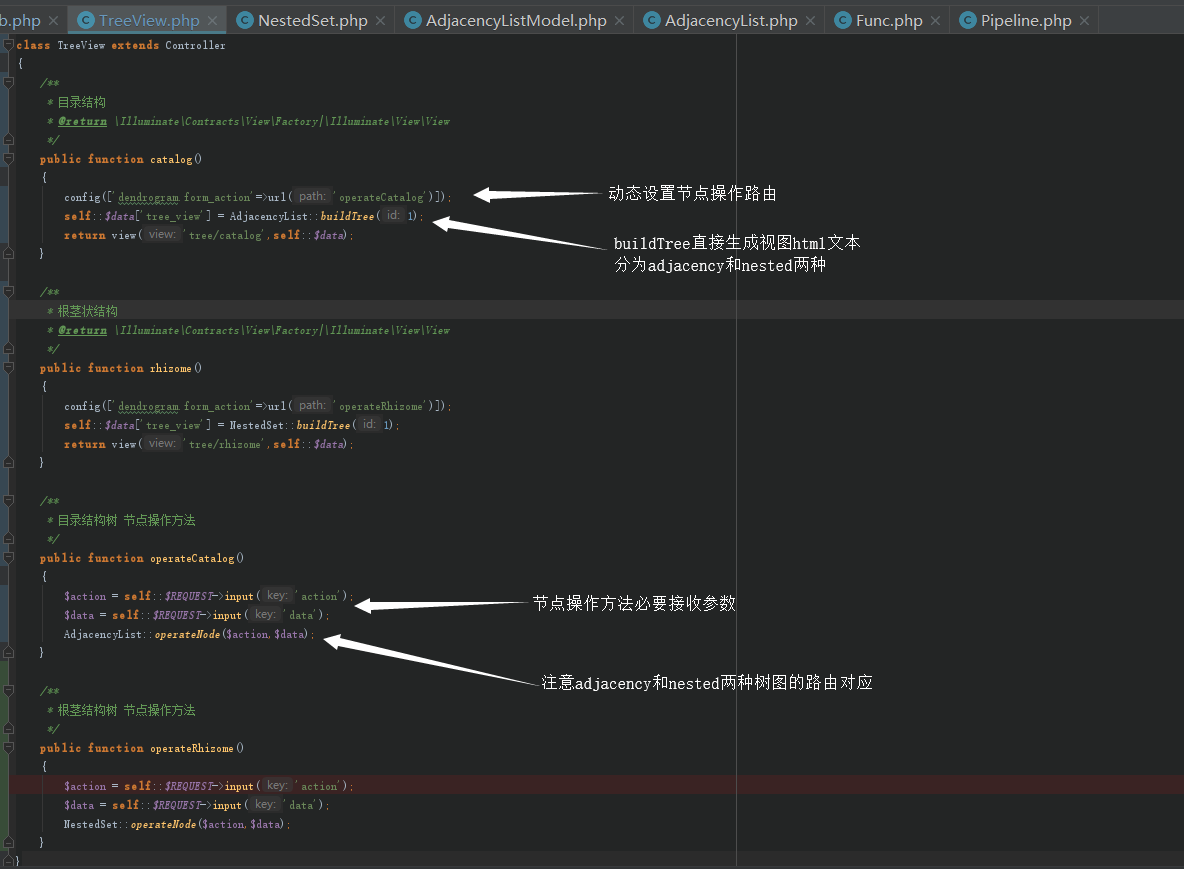 b.php × TreeView.php × NestedSet.php × AdjacencyListModel.php × AdjacencyList.php × Func.php × Pipeline.php ×
class TreeView extends Controller
{
/**
* 目录结构
* @return \Illuminate\Contracts\View\Factory|\Illuminate\View\View
*/
public function catalog()
{
config(['dendrogram.form_action'=>url( path: 'operateCatalog')]);
动态设置节点操作路由
self::$data['tree_view'] = AdjacencyList::buildTree( id: 1);
return view( view: 'tree/catalog',self::$data);
buildTree直接生成视图html文本
分为adjacency和nested两种
}
/**
* 根茎状结构
* @return \Illuminate\Contracts\View\Factory|\Illuminate\View\View
*/
public function rhizome()
{
config(['dendrogram.form_action'=>url( path: 'operateRhizome')]);
self::$data['tree_view'] = NestedSet::buildTree( id: 1);
return view( view: 'tree/rhizome',self::$data);
}
/**
* 目录结构树 节点操作方法
*/
public function operateCatalog()
{
$action = self::$REQUEST->input( key: 'action');
节点操作方法必要接收参数
$data = self::$REQUEST->input( key: 'data');
AdjacencyList::operateNode($action,$data);
}
注意adjacency和nested两种树图的路由对应
/**
* 根茎结构树 节点操作方法
*/
public function operateRhizome()
{
$action = self::$REQUEST->input( key: 'action');
$data = self::$REQUEST->input( key: 'data');
NestedSet::operateNode($action,$data);
}
}